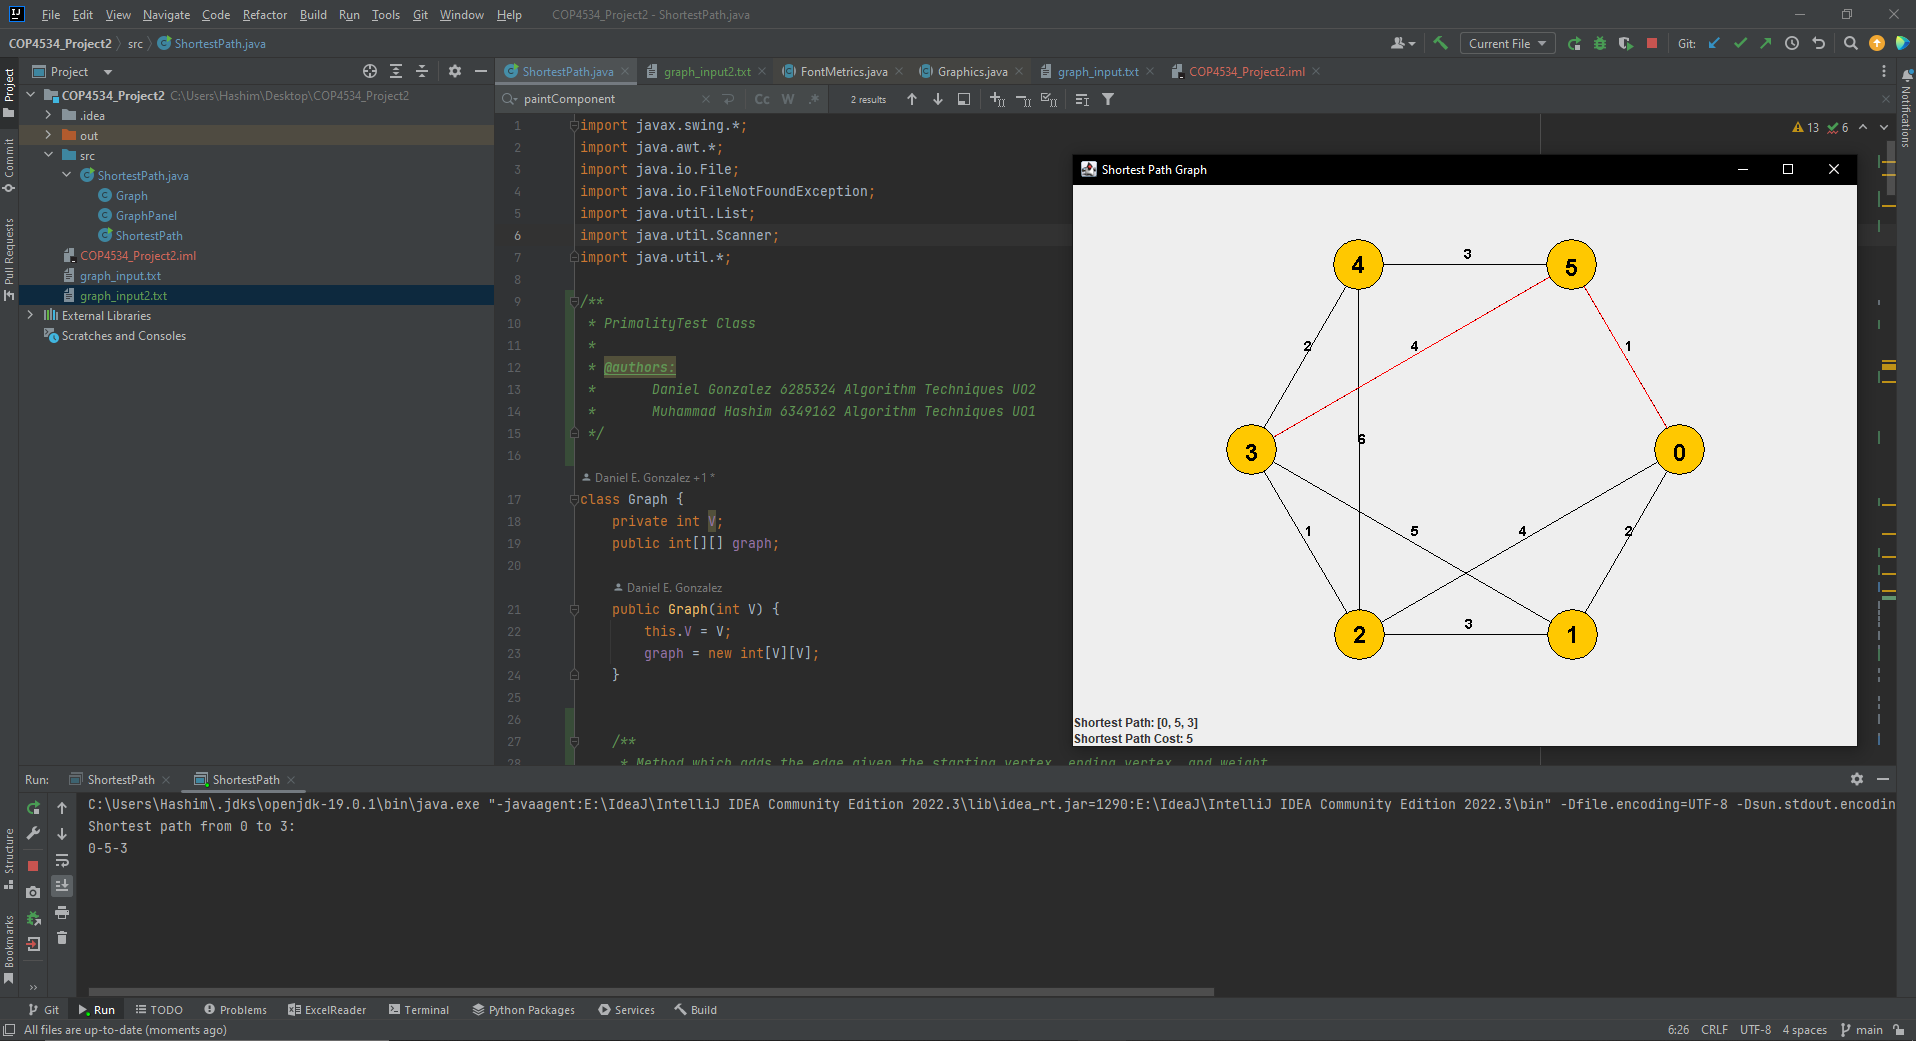 File Edit View Navigate Code Refactor Build Run Tools Git Window Help COP4534_Project2 - ShortestPath.java
COP4534_Project2 src ShortestPath.java
Current File Git:
Project
ShortestPath.java graph_input2.txt FontMetrics.java Graphics.java graph_input.txt COP4534_Project2.iml
Project
Commit
Pull Requests
Structure
Bookmarks
Notifications
COP4534_Project2 C:\Users\Hashim\Desktop\COP4534_Project2
.idea
out
src
ShortestPath.java
Graph
GraphPanel
ShortestPath
COP4534_Project2.iml
graph_input.txt
graph_input2.txt
External Libraries
Scratches and Consoles
paintComponent Cc W .* 2 results
13 6
1 import javax.swing.*;
2 import java.awt.*;
3 import java.io.File;
4 import java.io.FileNotFoundException;
5 import java.util.List;
6 import java.util.Scanner;
7 import java.util.*;
8
9 /**
10 * PrimalityTest Class
11 *
12 * @authors:
13 * Daniel Gonzalez 6285324 Algorithm Techniques U02
14 * Muhammad Hashim 6349162 Algorithm Techniques U01
15 */
16
Daniel E. Gonzalez +1 *
17 class Graph {
18 private int V;
19 public int[][] graph;
20
Daniel E. Gonzalez
21 public Graph(int V) {
22 this.V = V;
23 graph = new int[V][V];
24 }
25
26
27 /**
28 * Method which adds the edge given the starting vertex, ending vertex, and weight
Shortest Path Graph
4 3 5
2 4 1
6
3 0
1 5 4 2
2 3 1
Shortest Path: [0, 5, 3]
Shortest Path Cost: 5
Run: ShortestPath ShortestPath
C:\Users\Hashim\.jdks\openjdk-19.0.1\bin\java.exe "-javaagent:E:\IdeaJ\IntelliJ IDEA Community Edition 2022.3\lib\idea_rt.jar=1290:E:\IdeaJ\IntelliJ IDEA Community Edition 2022.3\bin" -Dfile.encoding=UTF-8 -Dsun.stdout.encodin
Shortest path from 0 to 3:
0-5-3
Git Run TODO Problems ExcelReader Terminal Python Packages Services Build
All files are up-to-date (moments ago) 6:26 CRLF UTF-8 4 spaces main